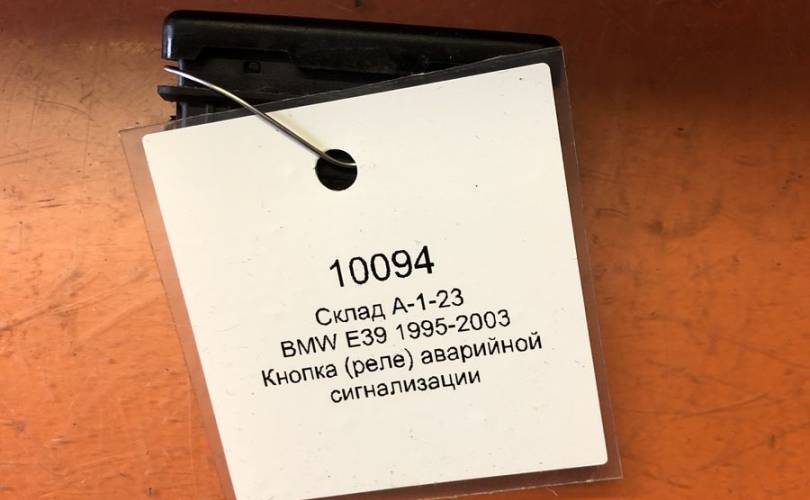 10094
Склад А-1-23
BMW E39 1995-2003
Кнопка (реле) аварийной
сигнализации